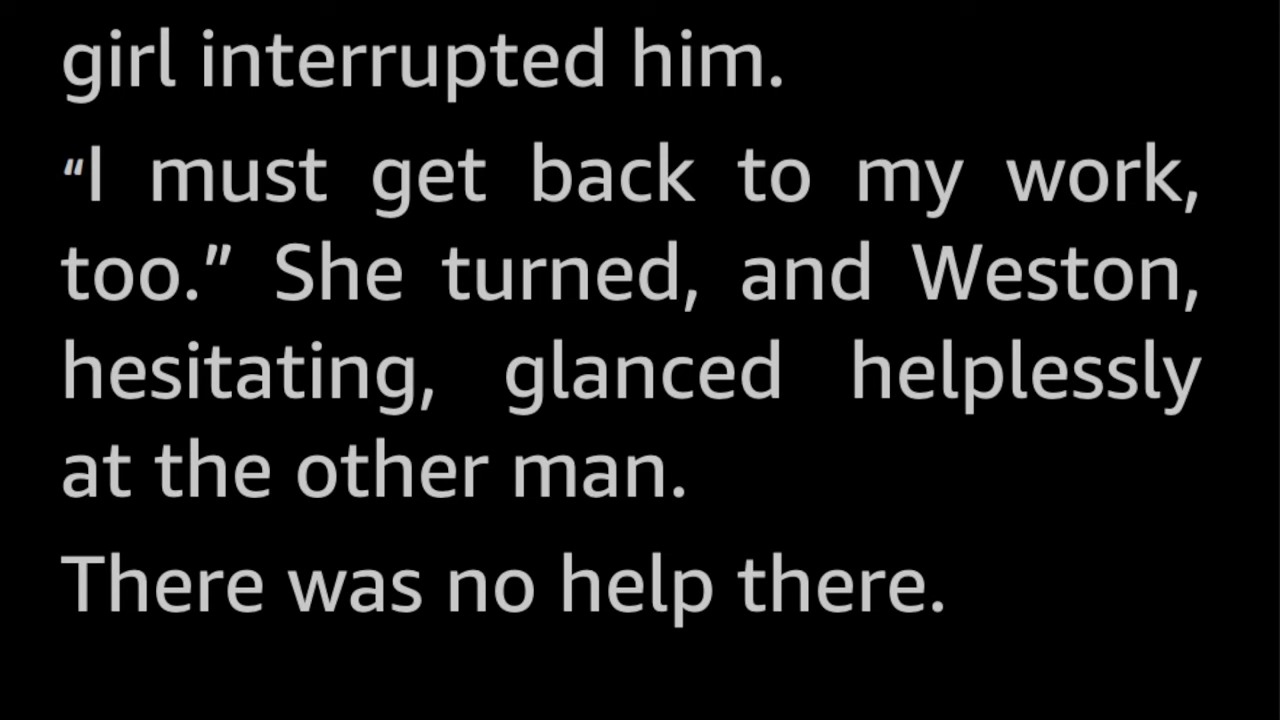 girl interrupted him.
“I must get back to my work,
too.” She turned, and Weston,
hesitating, glanced helplessly
at the other man.
There was no help there.